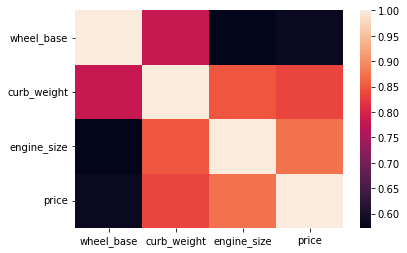 wheel_base
curb_weight
engine_size
price
wheel_base curb_weight engine_size price
1.00
0.95
0.90
0.85
0.80
0.75
0.70
0.65
0.60